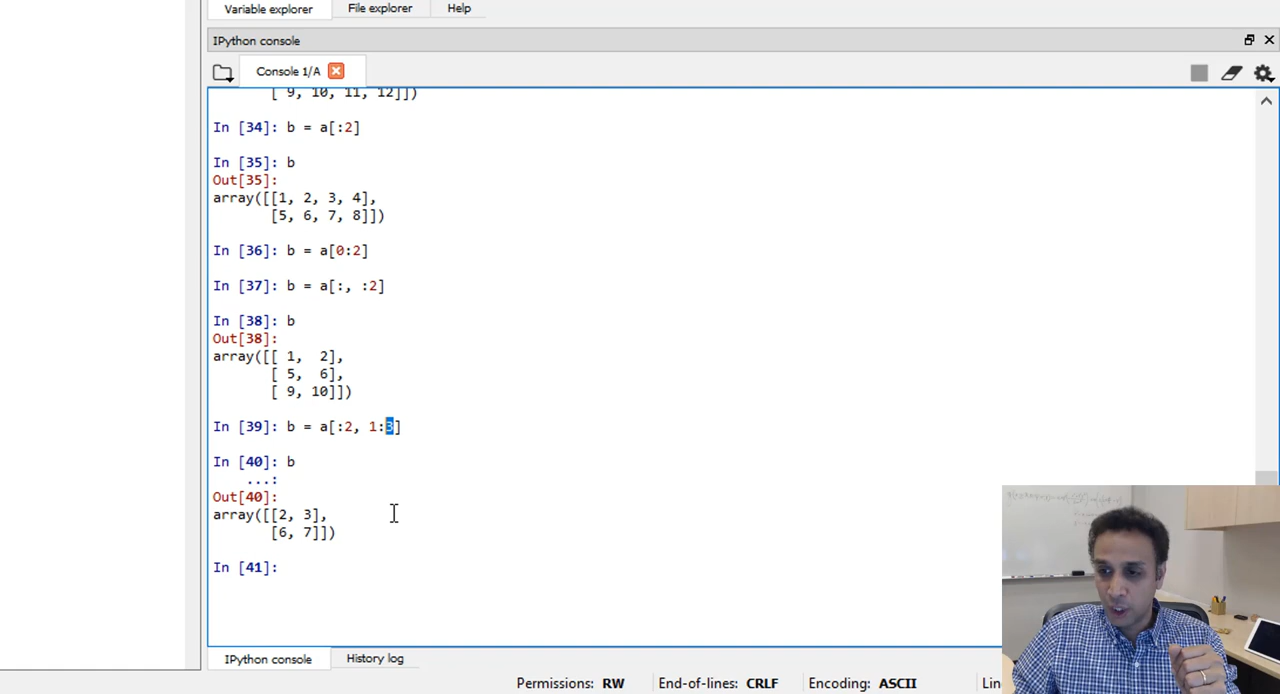 Variable explorer File explorer Help
IPython console
Console 1/A
[ 9, 10, 11, 12]])
In [34]: b = a[:2]
In [35]: b
Out[35]:
array([[1, 2, 3, 4],
[5, 6, 7, 8]])
In [36]: b = a[0:2]
In [37]: b = a[:, :2]
In [38]: b
Out[38]:
array([[ 1, 2],
[ 5, 6],
[ 9, 10]])
In [39]: b = a[:2, 1:3]
In [40]: b
...:
Out[40]:
array([[2, 3],
[6, 7]])
In [41]:
IPython console History log
Permissions: RW End-of-lines: CRLF Encoding: ASCII Lin